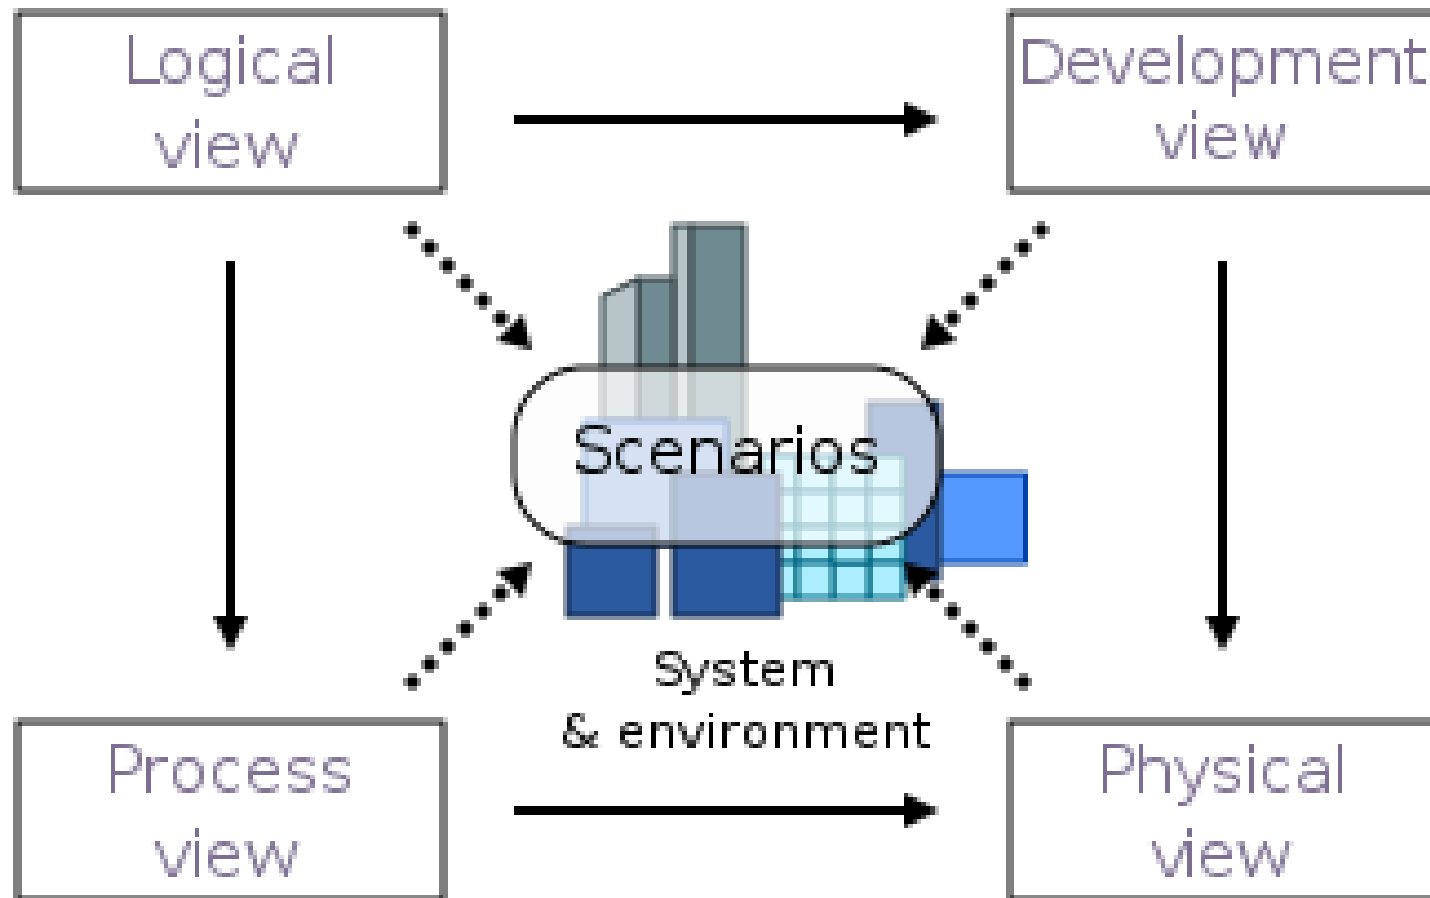 Logical
view
Development
view
Scenarios
System
& environment
Process
view
Physical
view